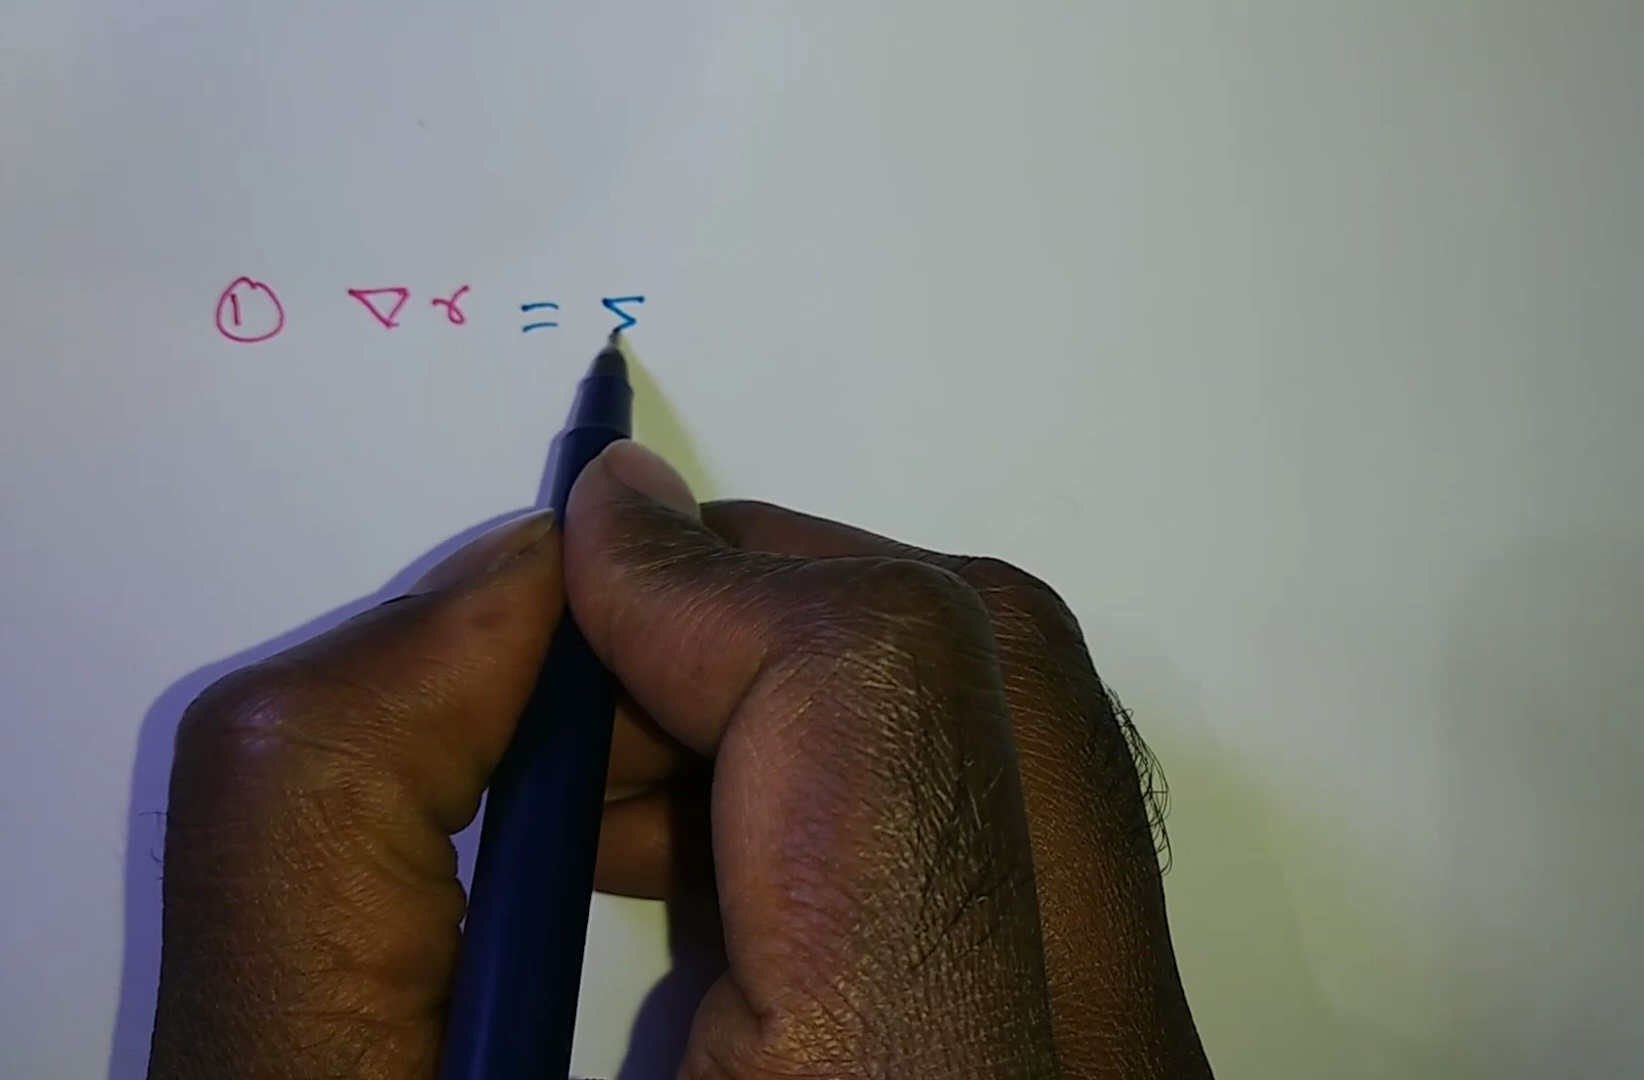 ① ∇ r = Σ